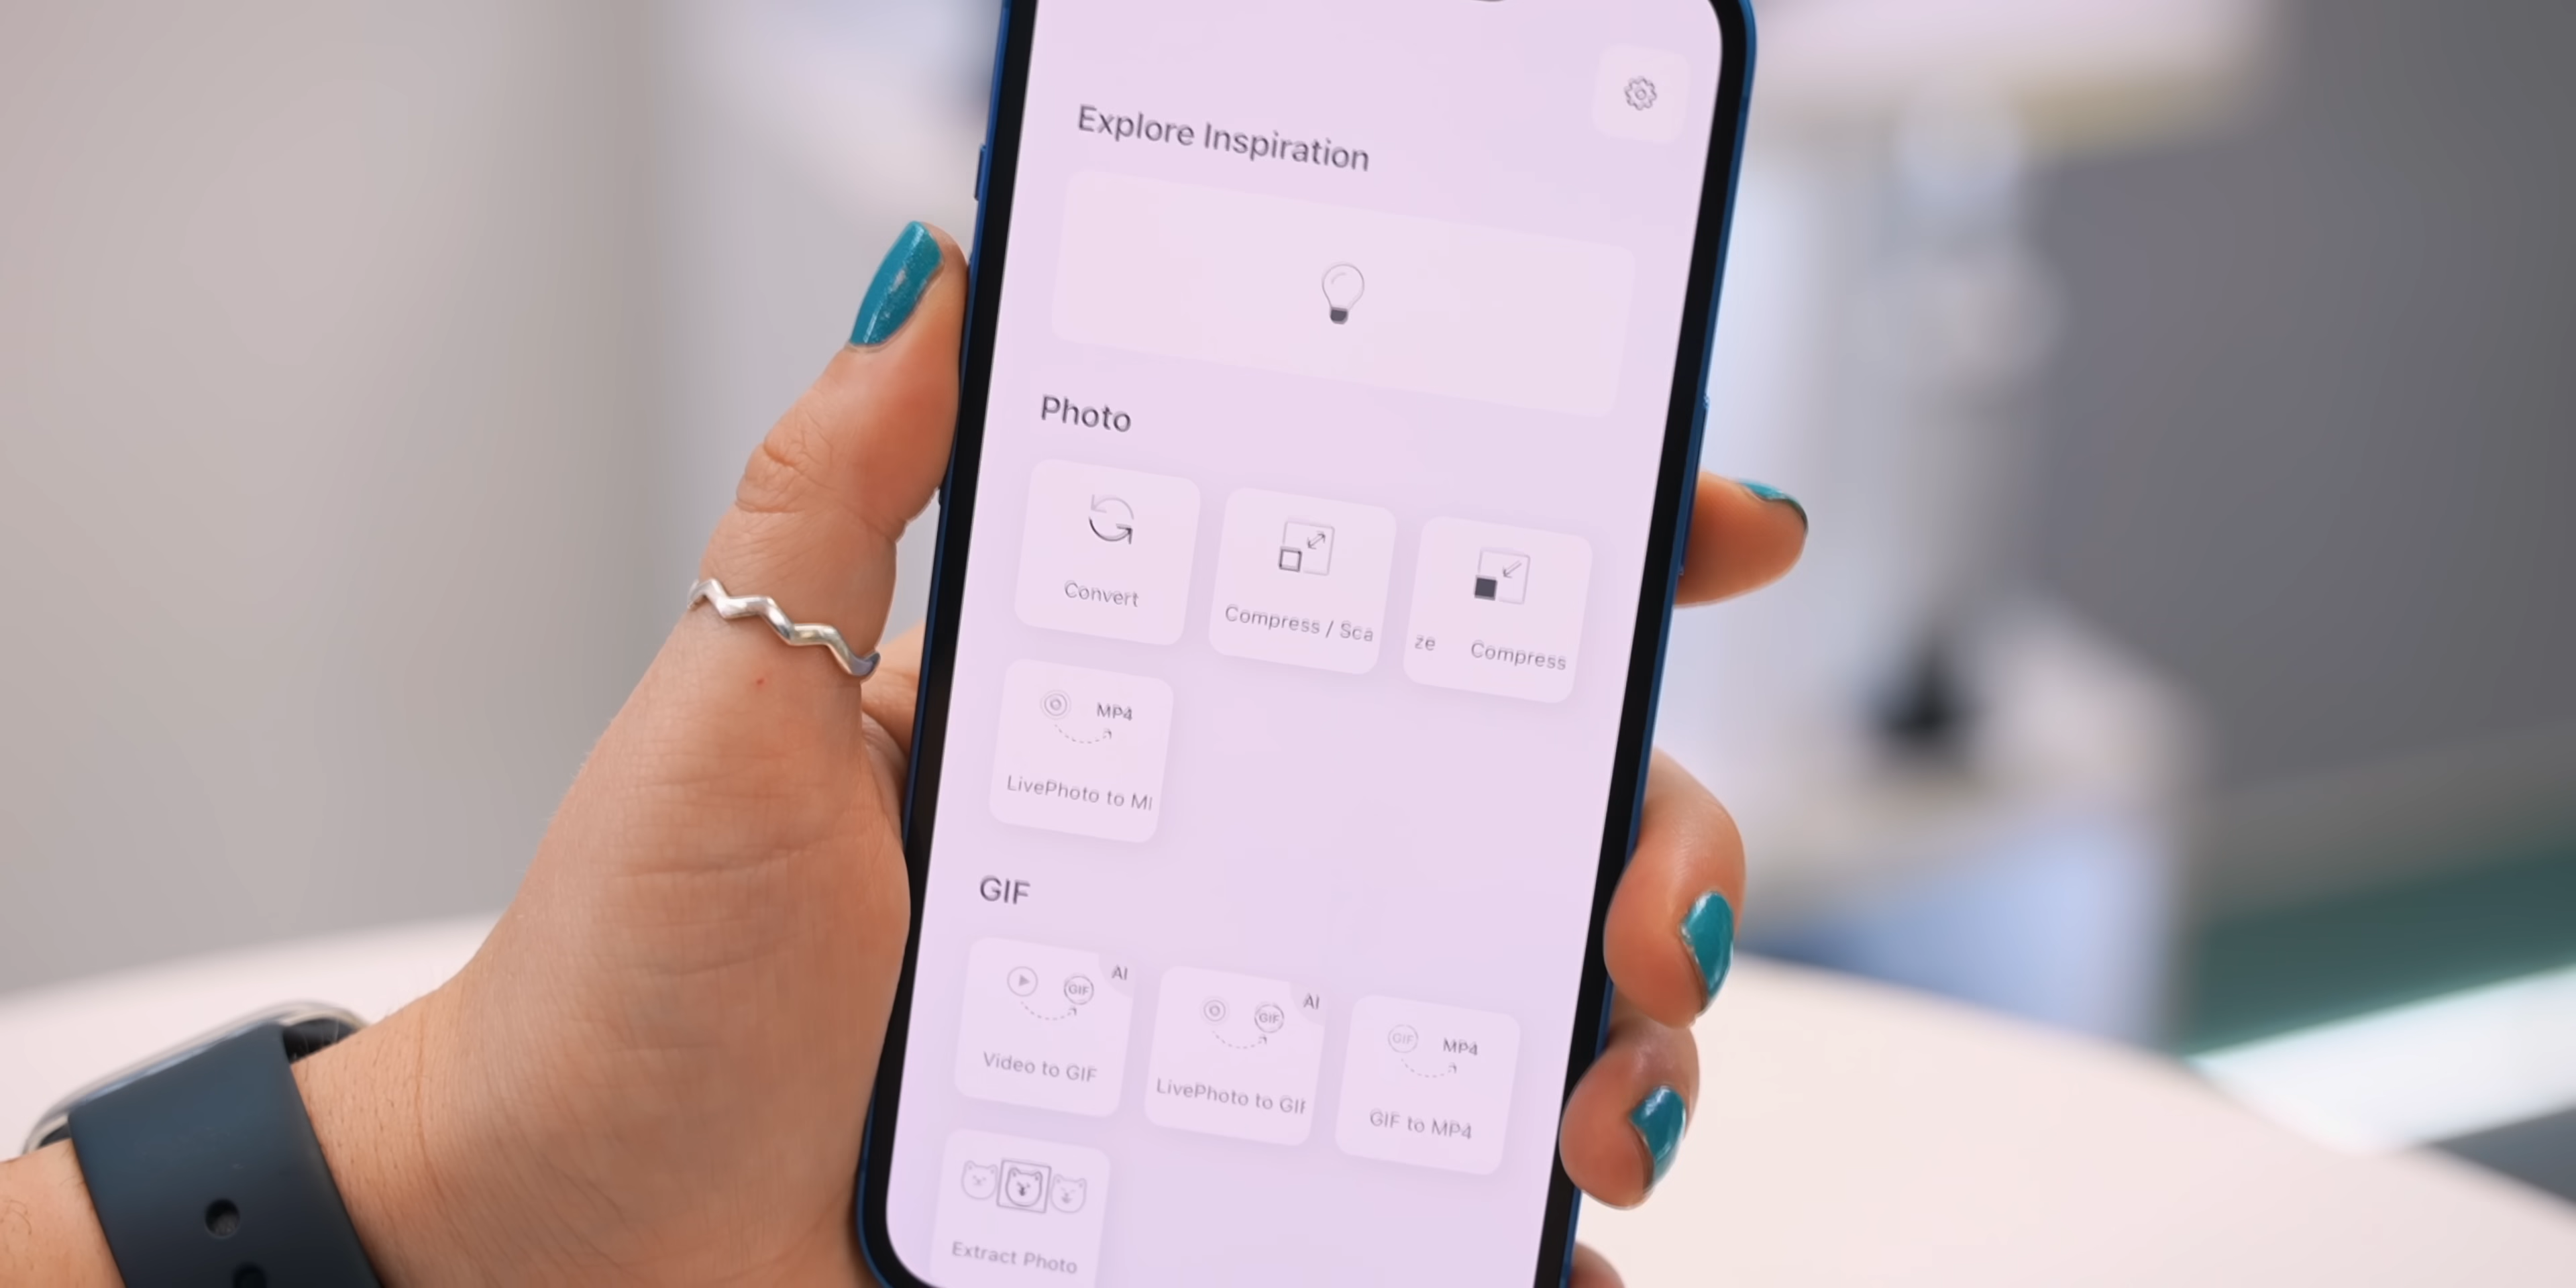 Explore Inspiration
Photo
Convert
Compress / Sca
ze Compress
MP4
LivePhoto to M
GIF
GIF AI
Video to GIF
GIF AI
LivePhoto to GIF
GIF MP4
GIF to MP4
Extract Photo